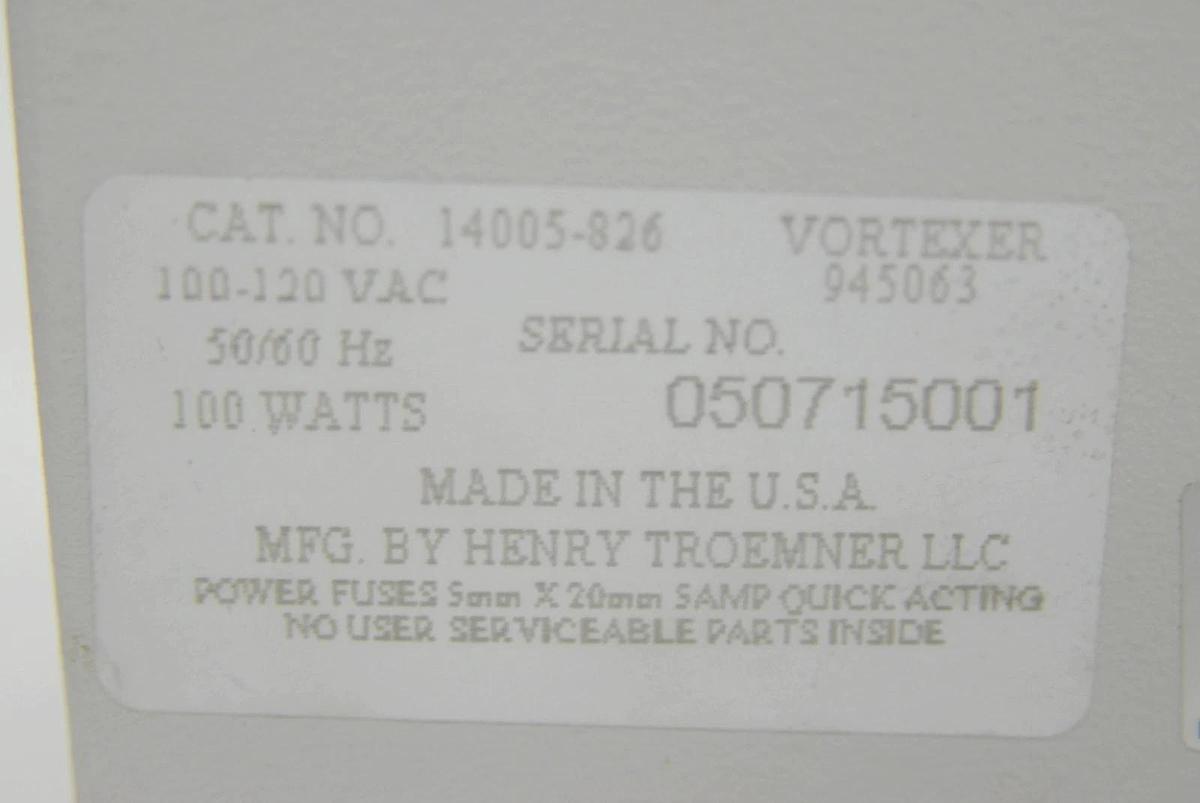 CAT. NO. 14005-826 VORTEXER
100-120 VAC 945063
50/60 Hz SERIAL NO.
100 WATTS 050715001
MADE IN THE U.S.A.
MFG. BY HENRY TROEMNER LLC
POWER FUSES 5mm X 20mm 5AMP QUICK ACTING
NO USER SERVICEABLE PARTS INSIDE